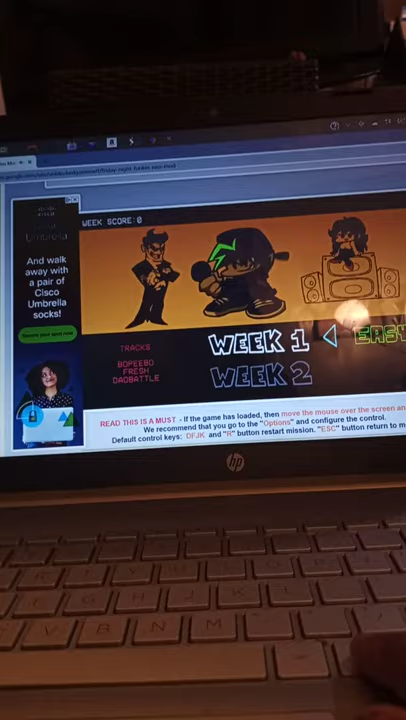 WEEK SCORE:0
Umbrella
And walk
away with
a pair of
Cisco
Umbrella
socks!
TRACKS
BOPEEBO
FRESH
DADBATTLE
WEEK 1
EASY
WEEK 2
READ THIS IS A MUST - If the game has loaded, then move the mouse over the screen an
We recommend that you go to the "Options" and configure the control.
Default control keys: DFJK and "R" button restart mission. "ESC" button return to m
hp